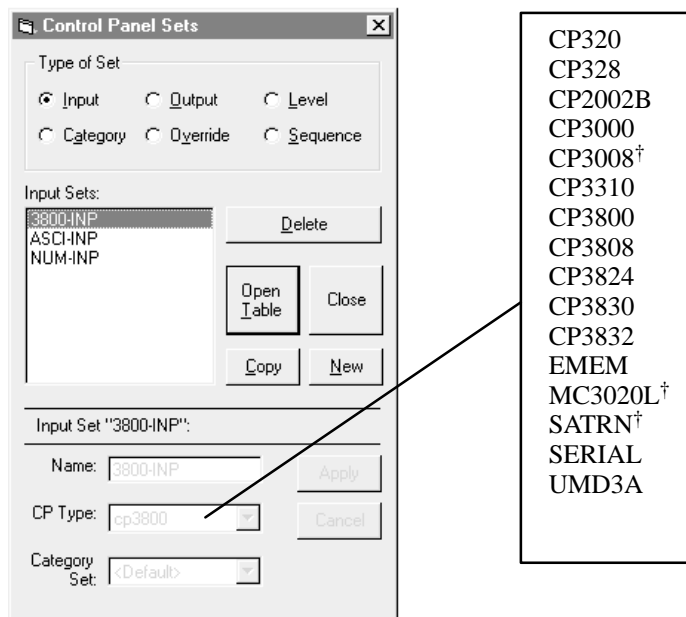 Control Panel Sets
Type of Set
Input Output Level
Category Override Sequence
Input Sets:
3800-INP
ASCI-INP
NUM-INP
Delete
Open
Table
Close
Copy New
Input Set "3800-INP":
Name: 3800-INP Apply
CP Type: cp3800 Cancel
Category
Set: <Default>
CP320
CP328
CP2002B
CP3000
CP3008†
CP3310
CP3800
CP3808
CP3824
CP3830
CP3832
EMEM
MC3020L†
SATRN†
SERIAL
UMD3A